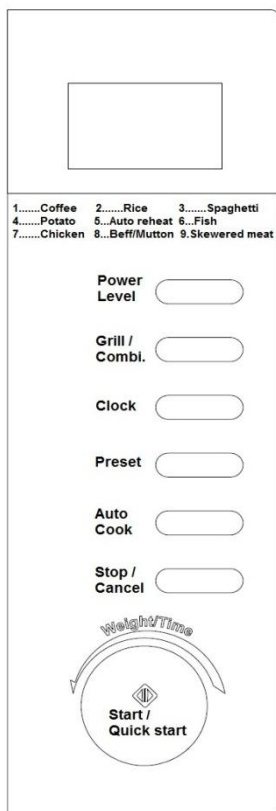 1.......Coffee 2.......Rice 3.......Spaghetti
4.......Potato 5...Auto reheat 6...Fish
7.......Chicken 8...Beff/Mutton 9.Skewered meat
Power
Level
Grill /
Combi.
Clock
Preset
Auto
Cook
Stop /
Cancel
Weight/Time
Start /
Quick start